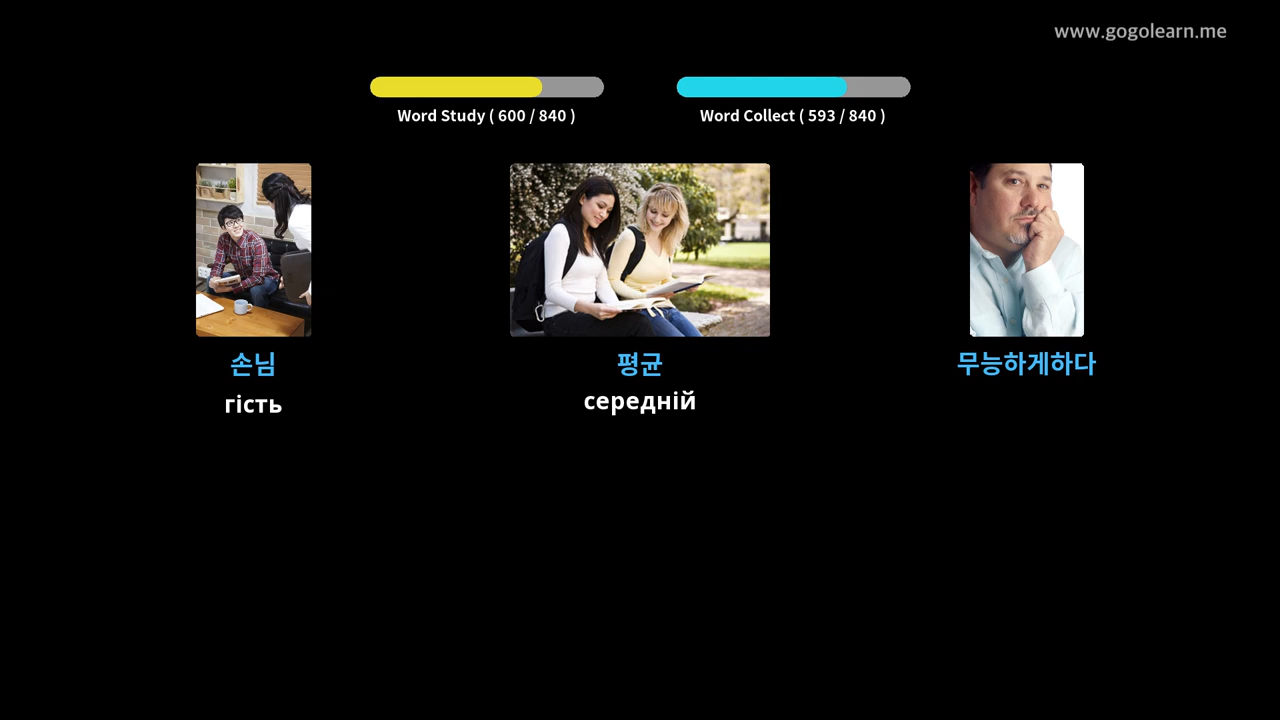 www.gogolearn.me
Word Study ( 600 / 840 )
Word Collect ( 593 / 840 )
손님
평균
무능하게하다
гість
середній